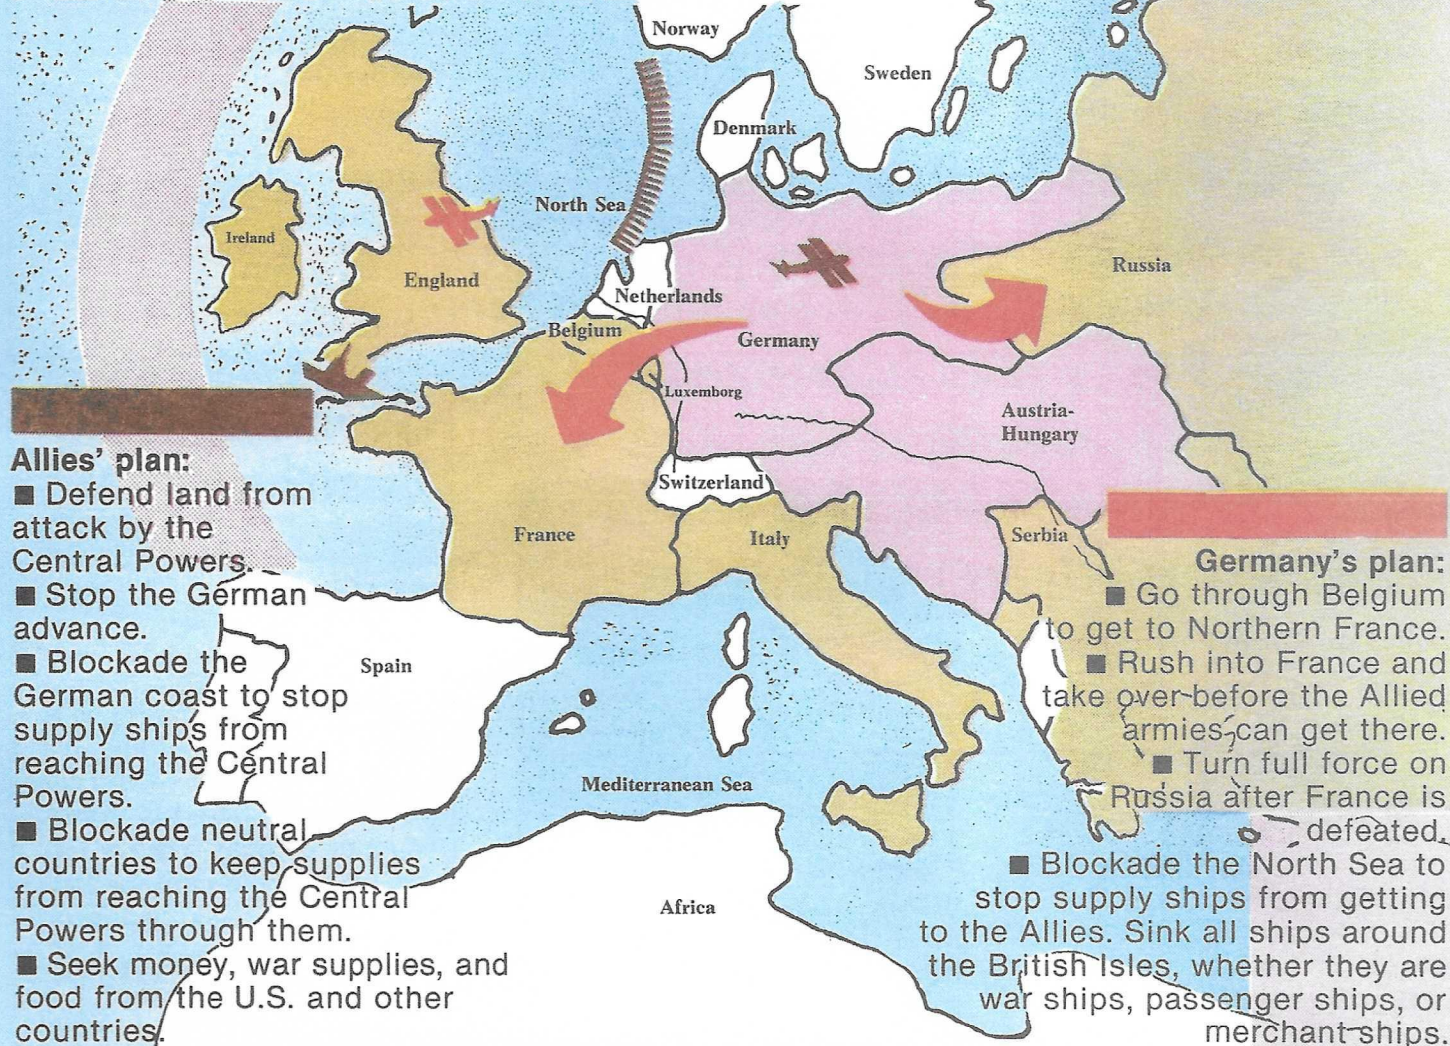 Norway
Sweden
Denmark
North Sea
Ireland
England
Russia
Netherlands
Belgium
Germany
Luxemborg
Austria-
Hungary
Switzerland
France
Italy
Serbia
Spain
Mediterranean Sea
Africa
Allies' plan:
■ Defend land from
attack by the
Central Powers.
■ Stop the German
advance.
■ Blockade the
German coast to stop
supply ships from
reaching the Central
Powers.
■ Blockade neutral
countries to keep supplies
from reaching the Central
Powers through them.
■ Seek money, war supplies, and
food from the U.S. and other
countries.
Germany's plan:
■ Go through Belgium
to get to Northern France.
■ Rush into France and
take over before the Allied
armies can get there.
■ Turn full force on
Russia after France is
defeated.
■ Blockade the North Sea to
stop supply ships from getting
to the Allies. Sink all ships around
the British Isles, whether they are
war ships, passenger ships, or
merchant ships.